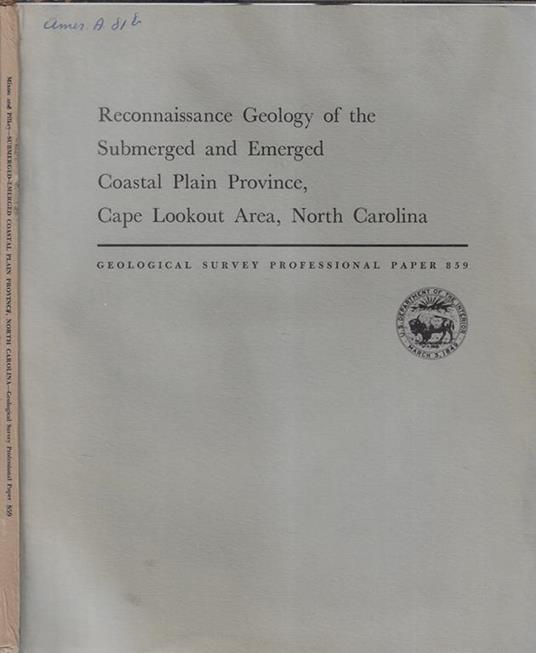 Amer. A 81 b
Reconnaissance Geology of the
Submerged and Emerged
Coastal Plain Province,
Cape Lookout Area, North Carolina
GEOLOGICAL SURVEY PROFESSIONAL PAPER 859
U.S. DEPARTMENT OF THE INTERIOR
MARCH 3, 1849
Mixon and Pilkey—SUBMERGED-EMERGED COASTAL PLAIN PROVINCE, NORTH CAROLINA—Geological Survey Professional Paper 859